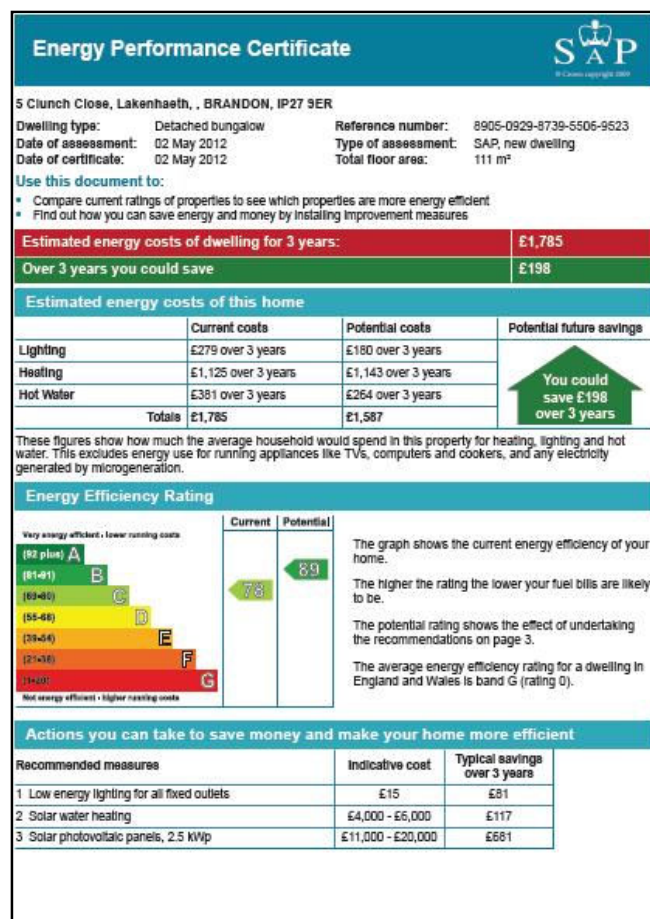 Energy Performance Certificate
SAP
© Crown copyright 2009
5 Clunch Close, Lakenhaeth, , BRANDON, IP27 9ER
Dwelling type: Detached bungalow Reference number: 8905-0929-8739-5506-9523
Date of assessment: 02 May 2012 Type of assessment: SAP, new dwelling
Date of certificate: 02 May 2012 Total floor area: 111 m²
Use this document to:
• Compare current ratings of properties to see which properties are more energy efficient
• Find out how you can save energy and money by installing improvement measures
Estimated energy costs of dwelling for 3 years: £1,785
Over 3 years you could save £198
Estimated energy costs of this home
Current costs Potential costs Potential future savings
Lighting £279 over 3 years £180 over 3 years
Heating £1,125 over 3 years £1,143 over 3 years
Hot Water £381 over 3 years £264 over 3 years
Totals £1,785 £1,587
You could
save £198
over 3 years
These figures show how much the average household would spend in this property for heating, lighting and hot
water. This excludes energy use for running appliances like TVs, computers and cookers, and any electricity
generated by microgeneration.
Energy Efficiency Rating
Current Potential
Very energy efficient - lower running costs
(92 plus) A
(81-91) B
(69-80) C
(55-68) D
(39-54) E
(21-38) F
(1-20) G
Not energy efficient - higher running costs
78
89
The graph shows the current energy efficiency of your
home.
The higher the rating the lower your fuel bills are likely
to be.
The potential rating shows the effect of undertaking
the recommendations on page 3.
The average energy efficiency rating for a dwelling in
England and Wales is band G (rating 0).
Actions you can take to save money and make your home more efficient
Recommended measures Indicative cost Typical savings
over 3 years
1 Low energy lighting for all fixed outlets £15 £81
2 Solar water heating £4,000 - £6,000 £117
3 Solar photovoltaic panels, 2.5 kWp £11,000 - £20,000 £681